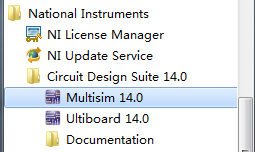 National Instruments
NI License Manager
NI Update Service
Circuit Design Suite 14.0
Multisim 14.0
Ultiboard 14.0
Documentation